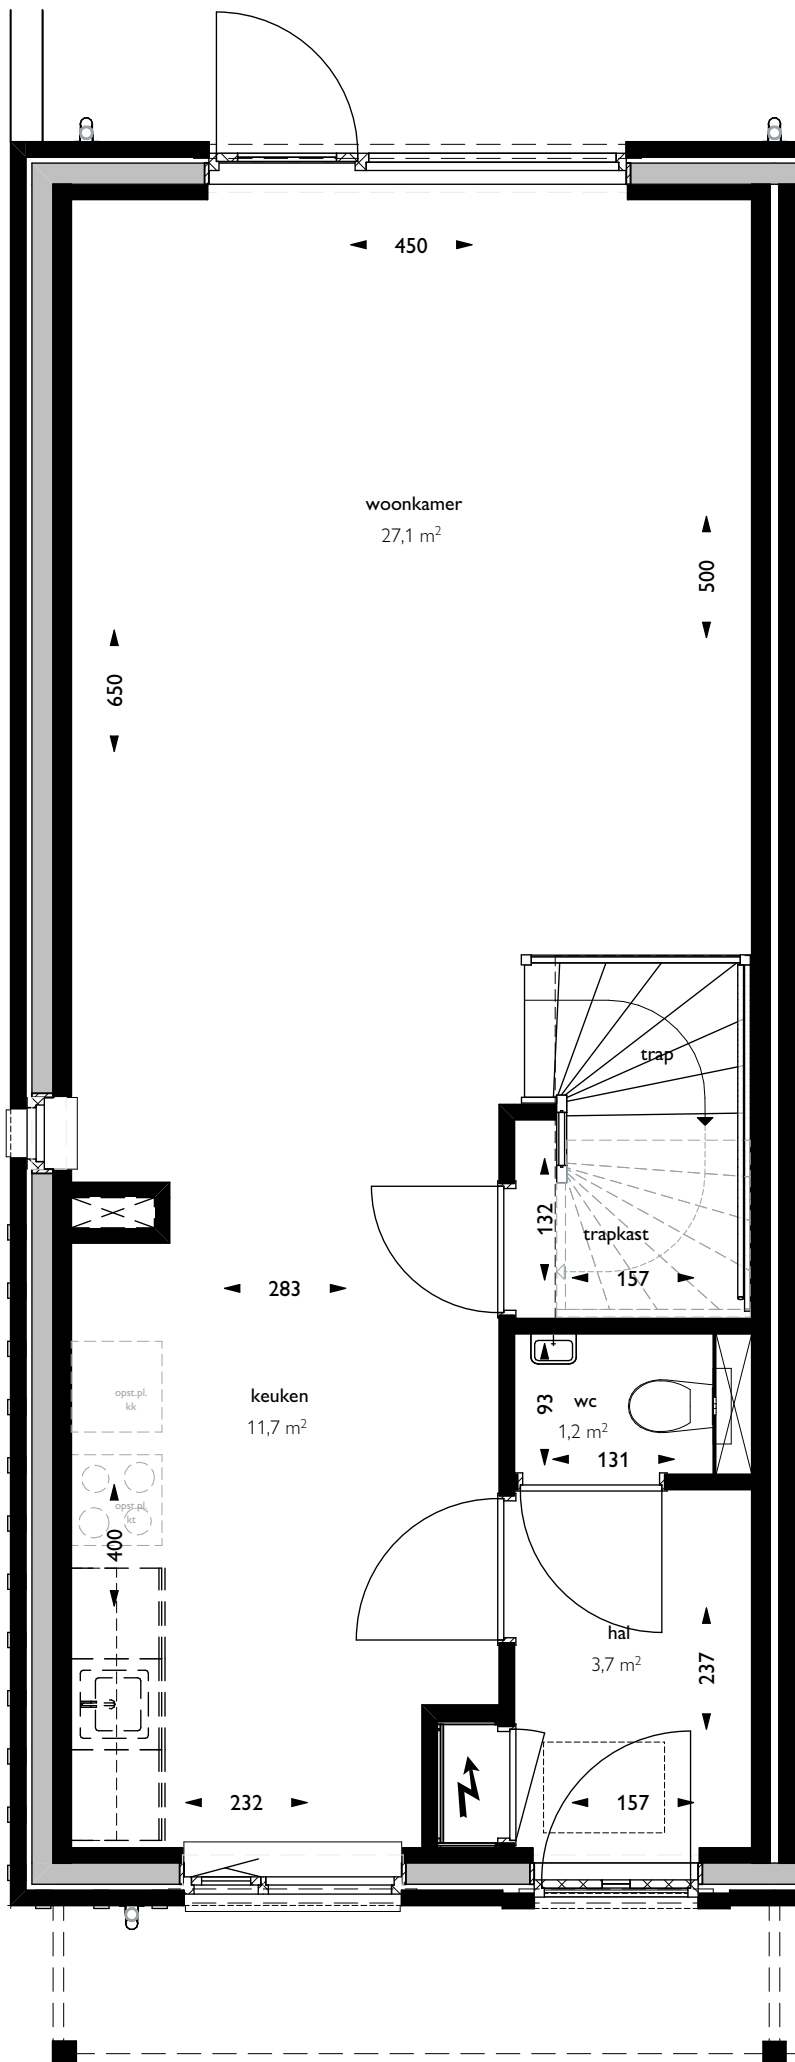 450
woonkamer
27,1 m²
500
650
trap
132
trapkast
157
283
keuken
11,7 m²
opst.pl.
kk
93
wc
1,2 m²
131
opst.pl.
kt
400
hal
3,7 m²
237
232
157